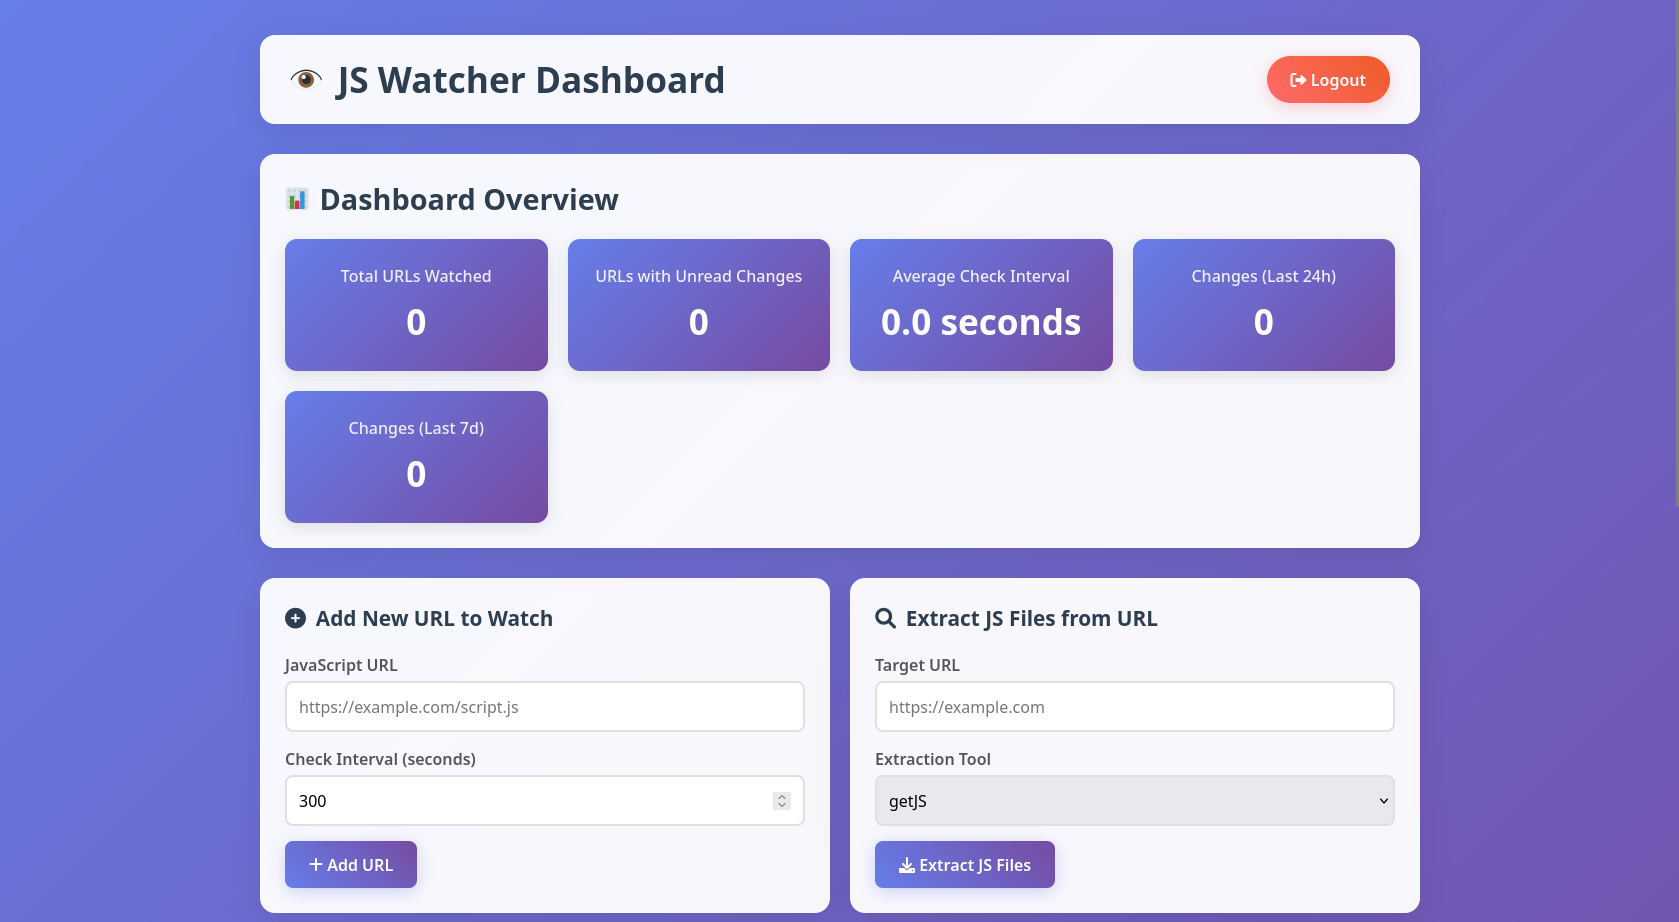 JS Watcher Dashboard
Logout
Dashboard Overview
Total URLs Watched
0
URLs with Unread Changes
0
Average Check Interval
0.0 seconds
Changes (Last 24h)
0
Changes (Last 7d)
0
Add New URL to Watch
JavaScript URL
https://example.com/script.js
Check Interval (seconds)
300
Add URL
Extract JS Files from URL
Target URL
https://example.com
Extraction Tool
getJS
Extract JS Files